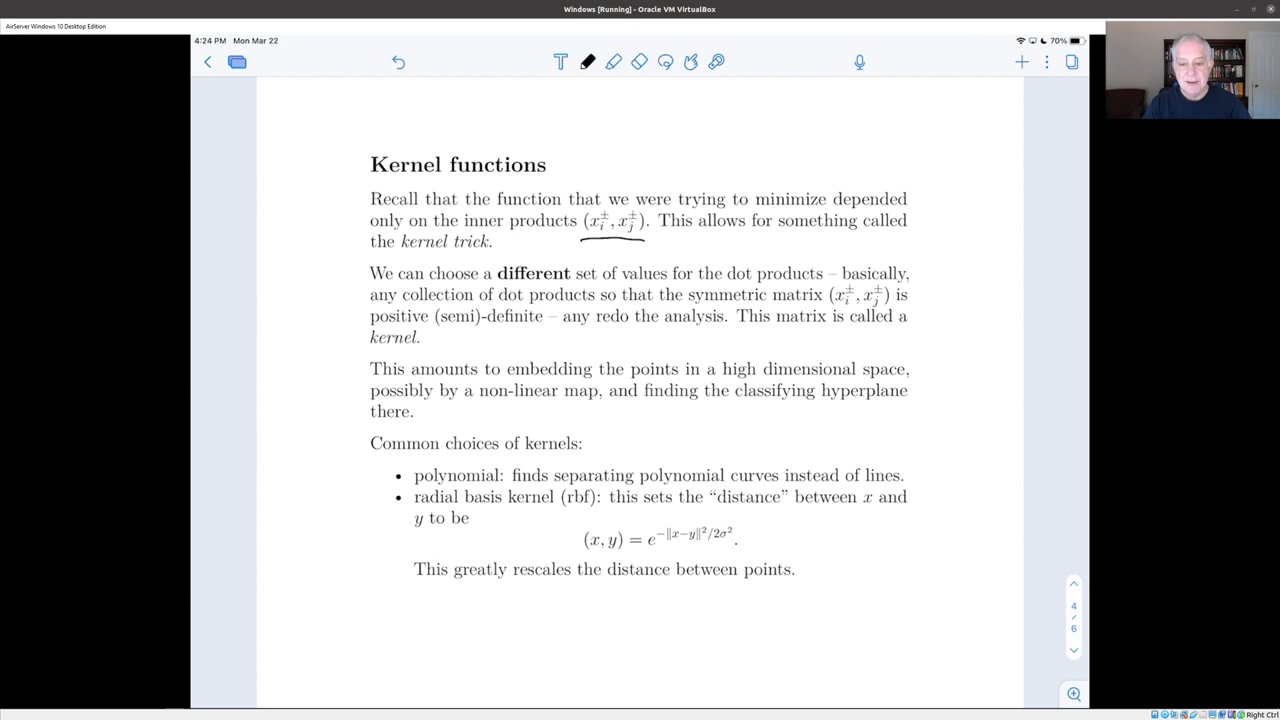 Windows [Running] - Oracle VM VirtualBox
AirServer Windows 10 Desktop Edition
4:24 PM Mon Mar 22
70%
T
Kernel functions
Recall that the function that we were trying to minimize depended
only on the inner products (x_i^±, x_j^±). This allows for something called
the kernel trick.
We can choose a different set of values for the dot products – basically,
any collection of dot products so that the symmetric matrix (x_i^±, x_j^±) is
positive (semi)-definite – any redo the analysis. This matrix is called a
kernel.
This amounts to embedding the points in a high dimensional space,
possibly by a non-linear map, and finding the classifying hyperplane
there.
Common choices of kernels:
• polynomial: finds separating polynomial curves instead of lines.
• radial basis kernel (rbf): this sets the “distance” between x and
y to be
(x, y) = e^{−‖x−y‖²/2σ²}.
This greatly rescales the distance between points.
4
/
6
Right Ctrl